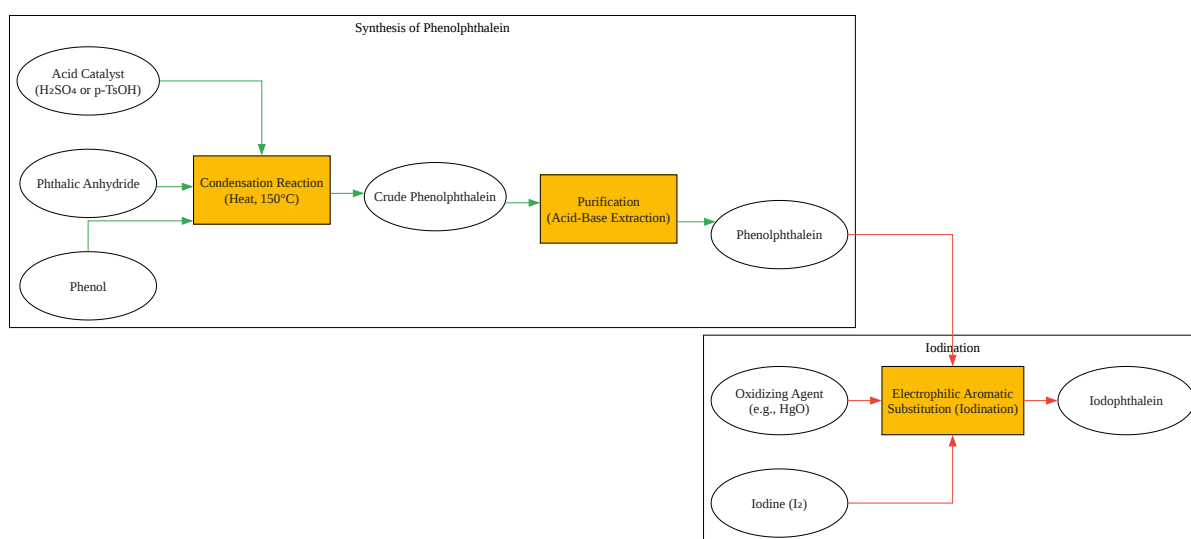 Synthesis of Phenolphthalein
Acid Catalyst
(H₂SO₄ or p-TsOH)
Phthalic Anhydride
Condensation Reaction
(Heat, 150°C)
Crude Phenolphthalein
Purification
(Acid-Base Extraction)
Phenolphthalein
Phenol
Iodination
Oxidizing Agent
(e.g., HgO)
Electrophilic Aromatic
Substitution (Iodination)
Iodophthalein
Iodine (I₂)